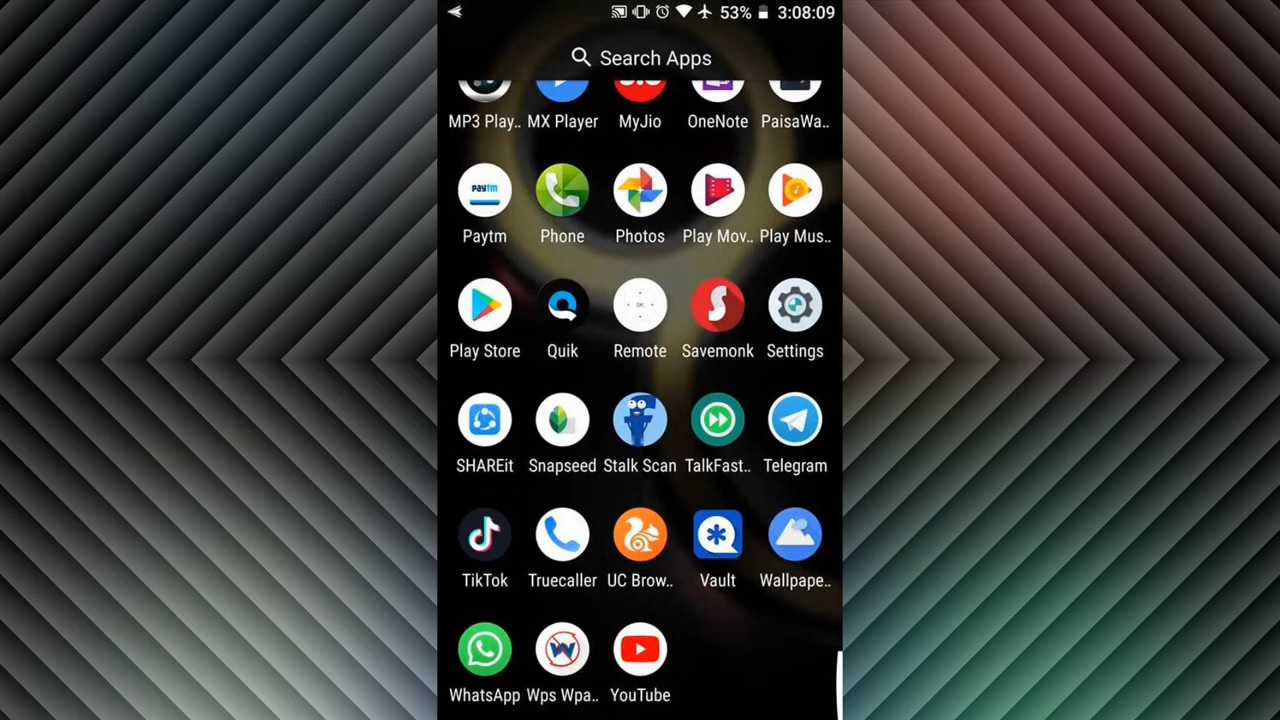 53% 3:08:09
Search Apps
MP3 Play.. MX Player MyJio OneNote PaisaWa..
Paytm
Paytm Phone Photos Play Mov.. Play Mus..
OK
Play Store Quik Remote Savemonk Settings
SHAREit Snapseed Stalk Scan TalkFast.. Telegram
TikTok Truecaller UC Brow.. Vault Wallpape..
W
WhatsApp Wps Wpa.. YouTube